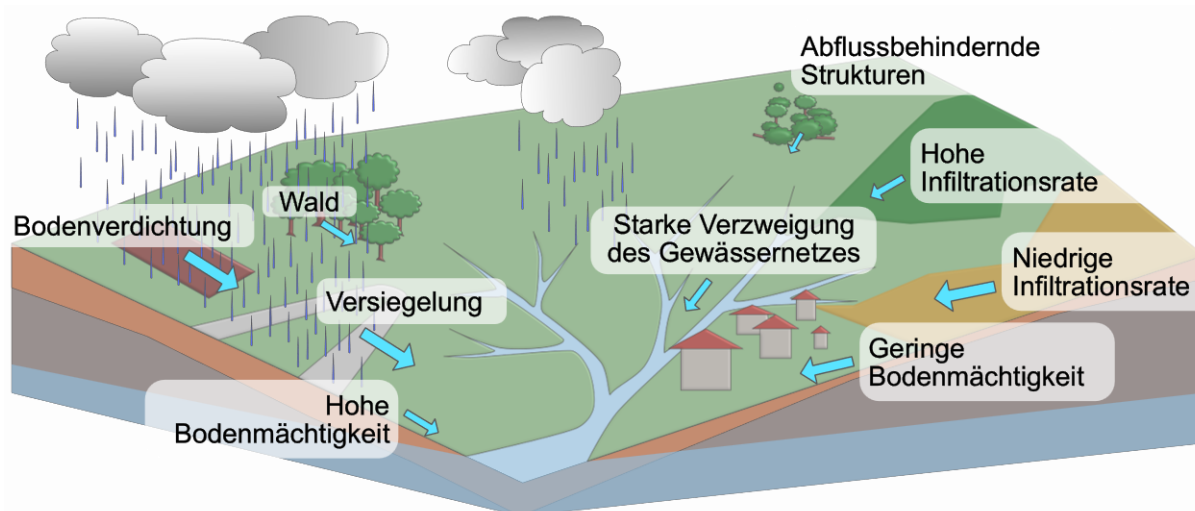 Abflussbehindernde
Strukturen
Hohe
Infiltrationsrate
Wald
Bodenverdichtung
Starke Verzweigung
des Gewässernetzes
Niedrige
Infiltrationsrate
Versiegelung
Geringe
Bodenmächtigkeit
Hohe
Bodenmächtigkeit